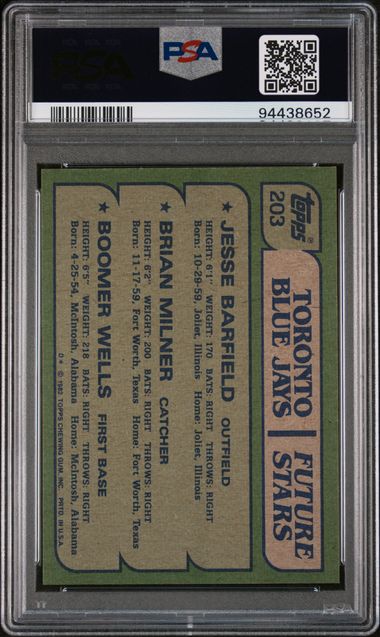 PSA
PSA
94438652
Topps®
203
TORONTO
BLUE JAYS
FUTURE
STARS
★ JESSE BARFIELD OUTFIELD
HEIGHT: 6'1" WEIGHT: 170 BATS: RIGHT THROWS: RIGHT
Born: 10-29-59, Joliet, Illinois Home: Joliet, Illinois
★ BRIAN MILNER CATCHER
HEIGHT: 6'2" WEIGHT: 200 BATS: RIGHT THROWS: RIGHT
Born: 11-17-59, Fort Worth, Texas Home: Fort Worth, Texas
★ BOOMER WELLS FIRST BASE
HEIGHT: 6'5" WEIGHT: 218 BATS: RIGHT THROWS: RIGHT
Born: 4-25-54, McIntosh, Alabama Home: McIntosh, Alabama
D* © 1982 TOPPS CHEWING GUM, INC. PRTD. IN U.S.A.